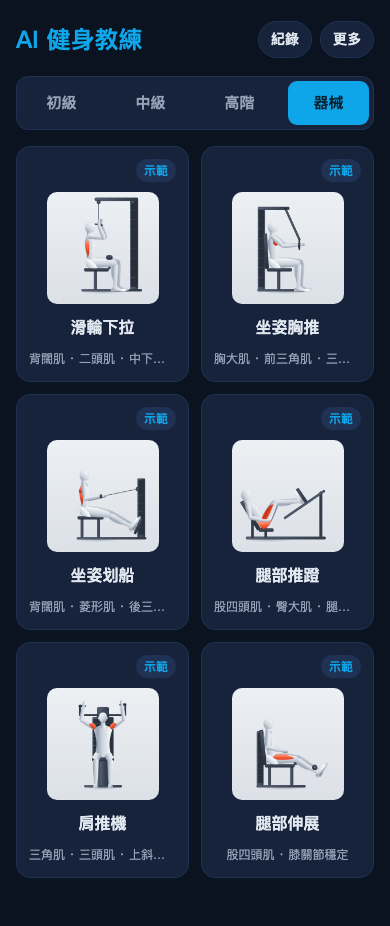 AI 健身教練
紀錄
更多
初級
中級
高階
器械
示範
示範
滑輪下拉
坐姿胸推
背闊肌・二頭肌・中下…
胸大肌・前三角肌・三…
示範
示範
坐姿划船
腿部推蹬
背闊肌・菱形肌・後三…
股四頭肌・臀大肌・腿…
示範
示範
肩推機
腿部伸展
三角肌・三頭肌・上斜…
股四頭肌・膝關節穩定